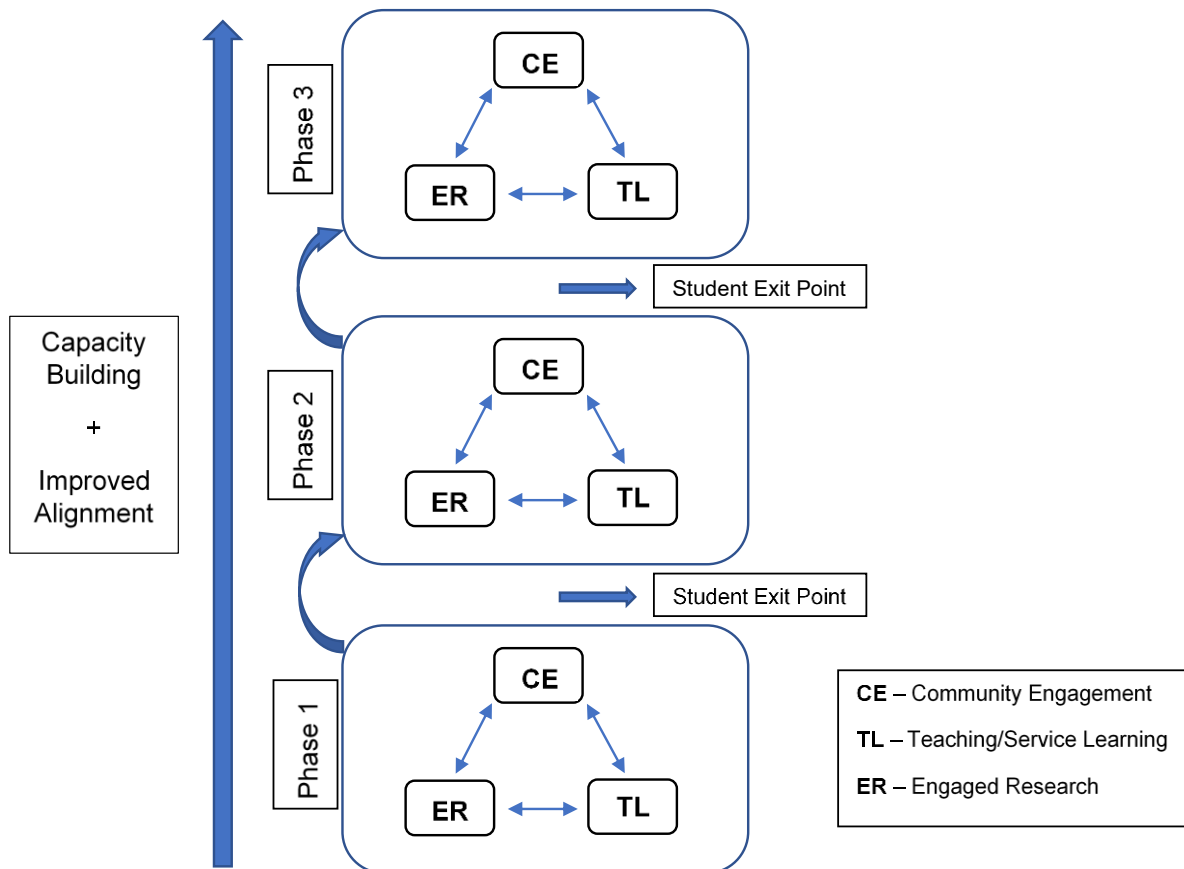 CE
Phase 3
ER
TL
Student Exit Point
Capacity
Building
+
Improved
Alignment
CE
Phase 2
ER
TL
Student Exit Point
CE
Phase 1
ER
TL
CE – Community Engagement
TL – Teaching/Service Learning
ER – Engaged Research